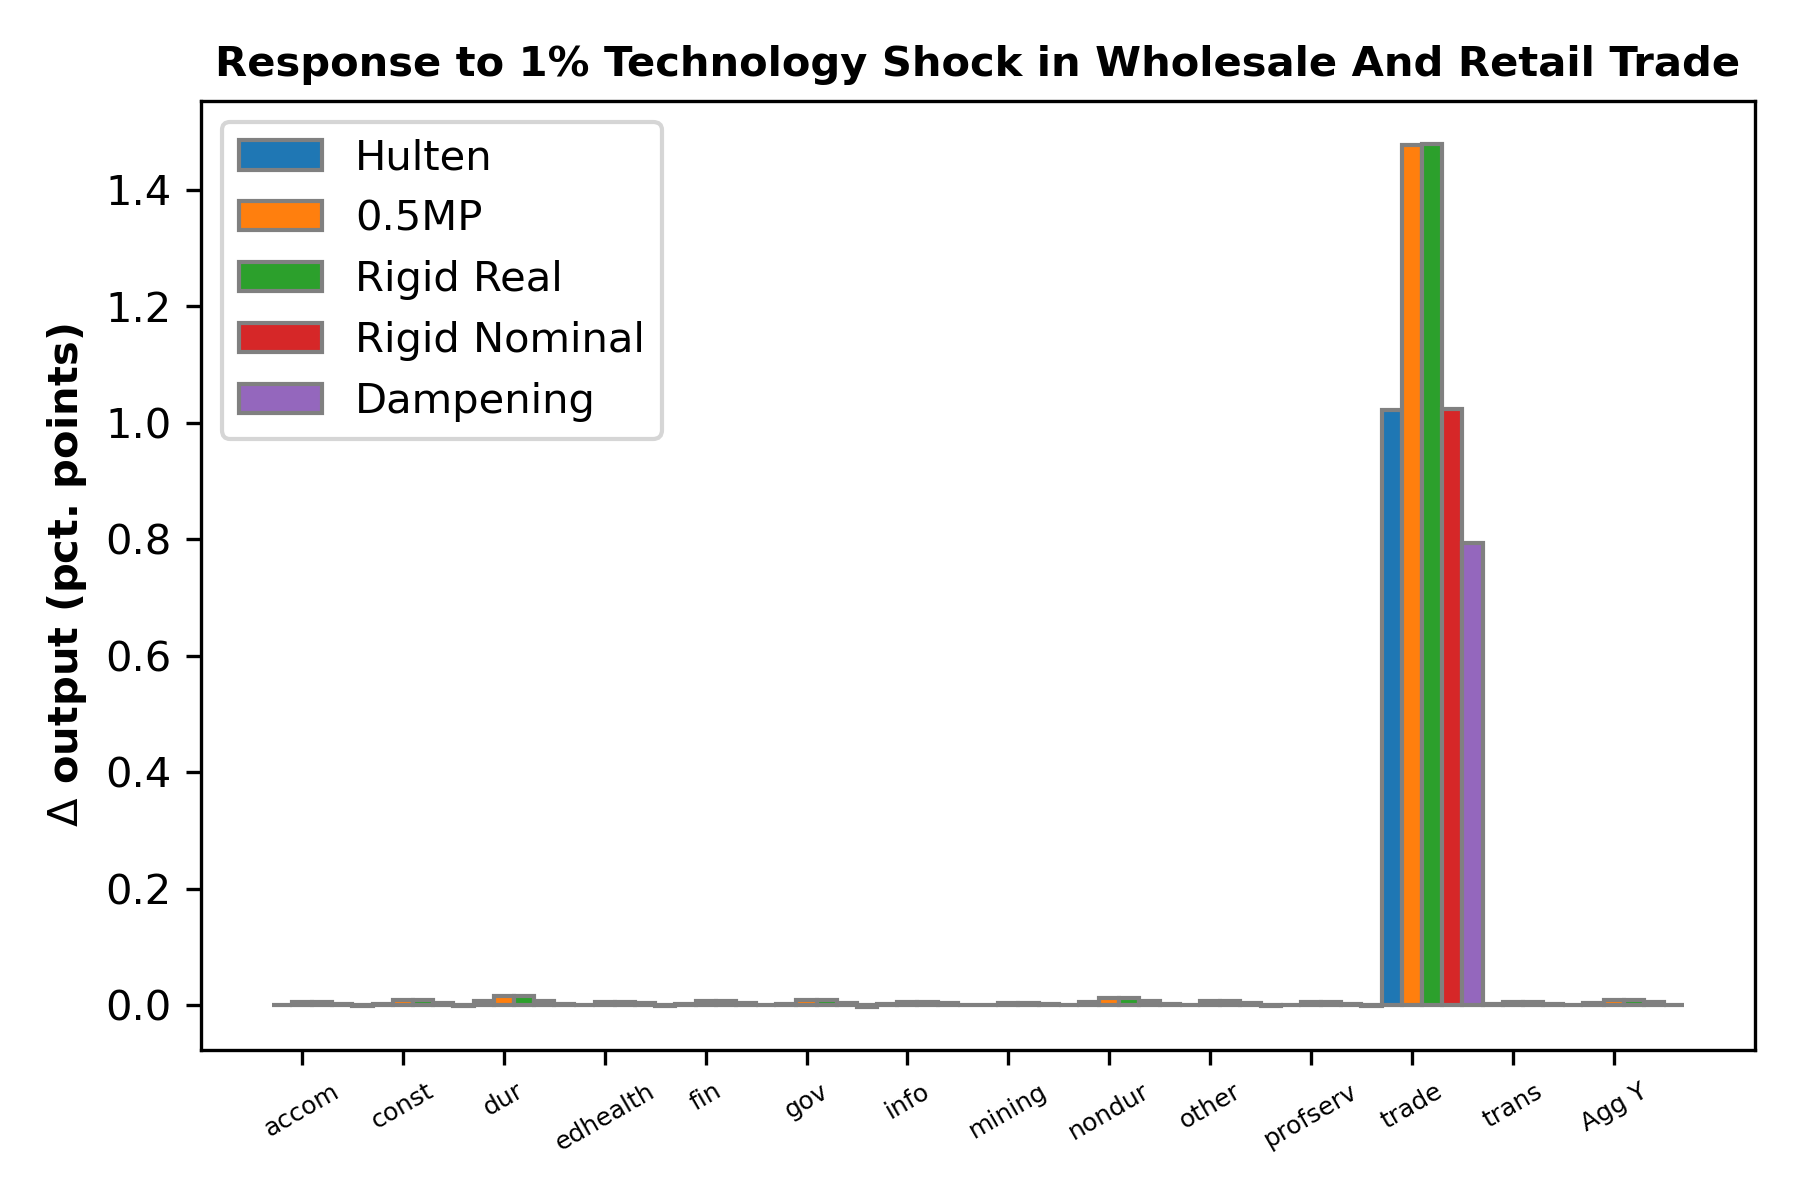 Response to 1% Technology Shock in Wholesale And Retail Trade
Hulten
0.5MP
Rigid Real
Rigid Nominal
Dampening
Δ output (pct. points)
1.4
1.2
1.0
0.8
0.6
0.4
0.2
0.0
accom
const
dur
edhealth
fin
gov
info
mining
nondur
other
profserv
trade
trans
Agg Y